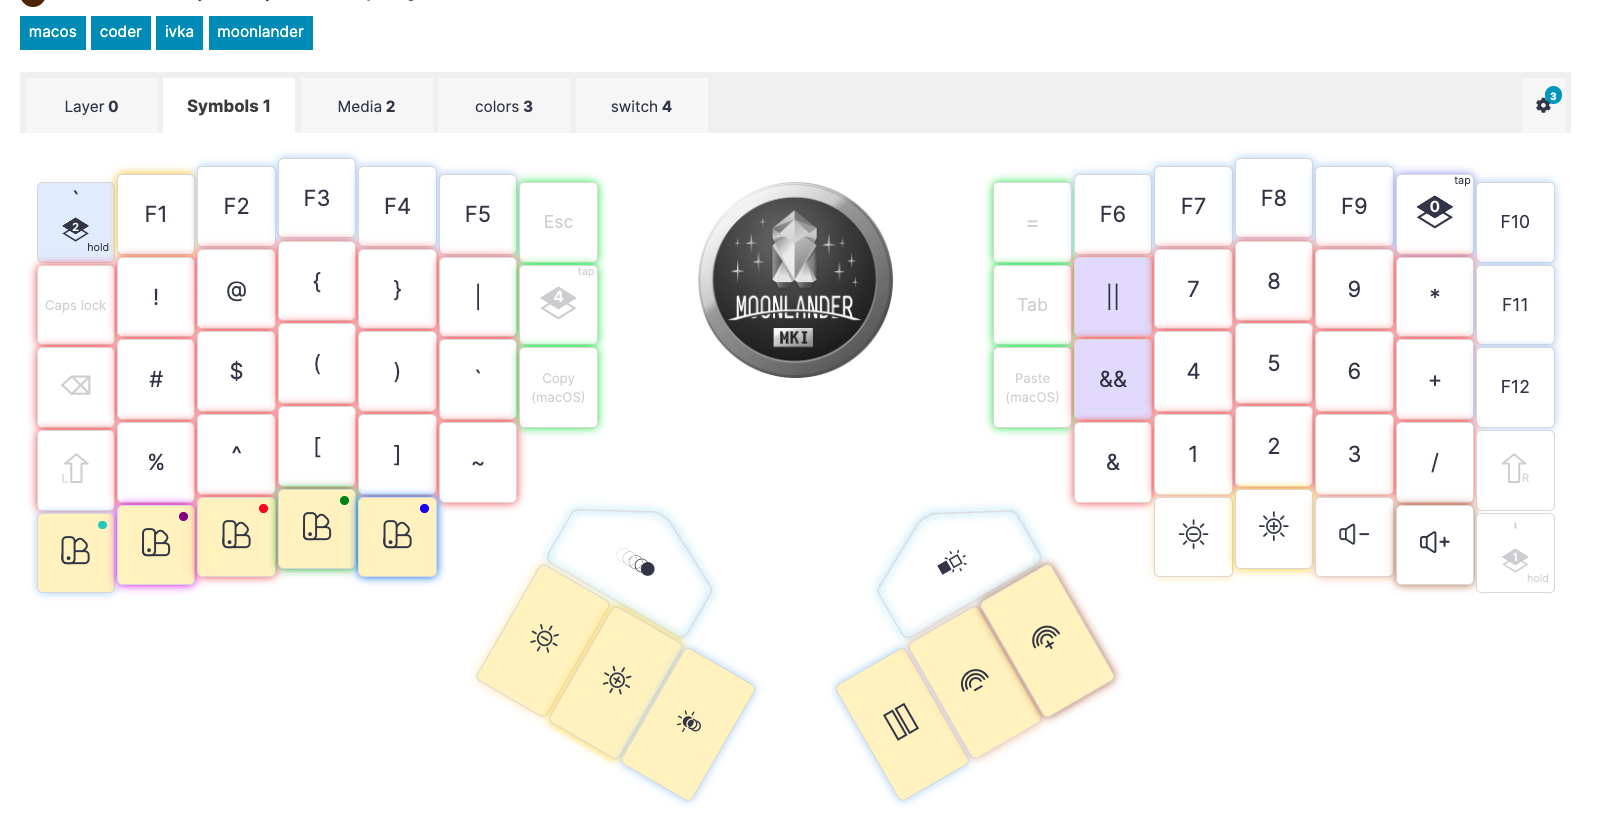 macos coder ivka moonlander
Layer 0 Symbols 1 Media 2 colors 3 switch 4 3
` 2 hold F1 F2 F3 F4 F5 Esc
Caps lock ! @ { } | 4 tap
# $ ( ) ` Copy (macOS)
L % ^ [ ] ~
MOONLANDER
MKI
= F6 F7 F8 F9 0 tap F10
Tab || 7 8 9 * F11
Paste (macOS) && 4 5 6 + F12
& 1 2 3 / R
1 hold